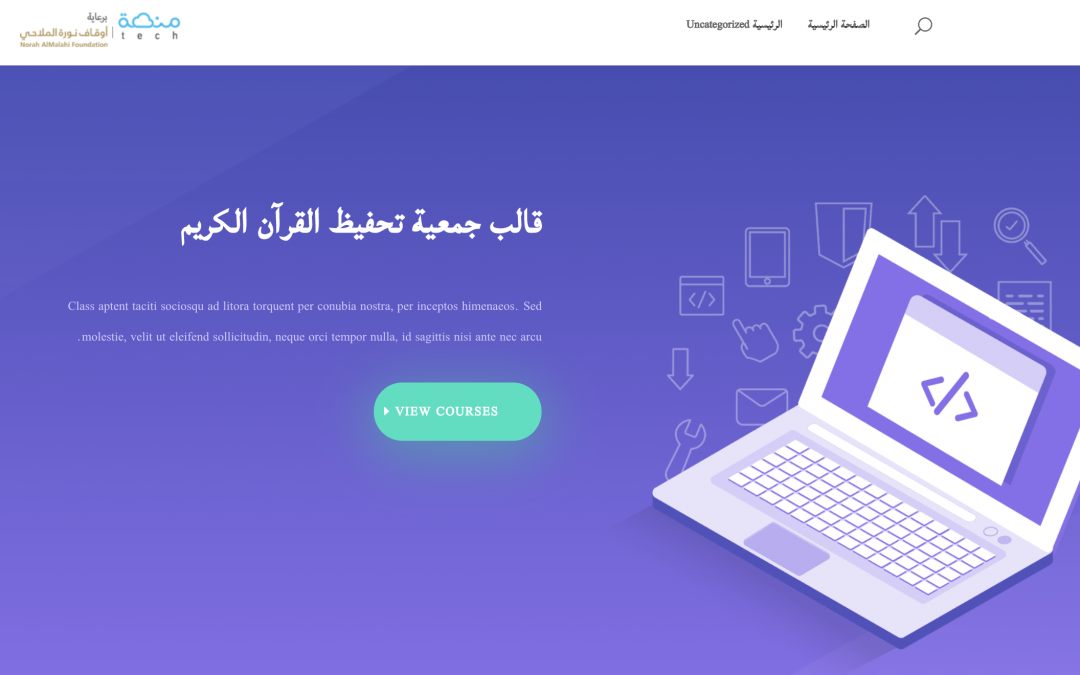 برعاية
أوقاف نورة الملاحي
Norah AlMalahi Foundation
منصة
tech
الصفحة الرئيسية
الرئيسية Uncategorized
قالب جمعية تحفيظ القرآن الكريم
Class aptent taciti sociosqu ad litora torquent per conubia nostra, per inceptos himenaeos. Sed
.molestie, velit ut eleifend sollicitudin, neque orci tempor nulla, id sagittis nisi ante nec arcu
VIEW COURSES